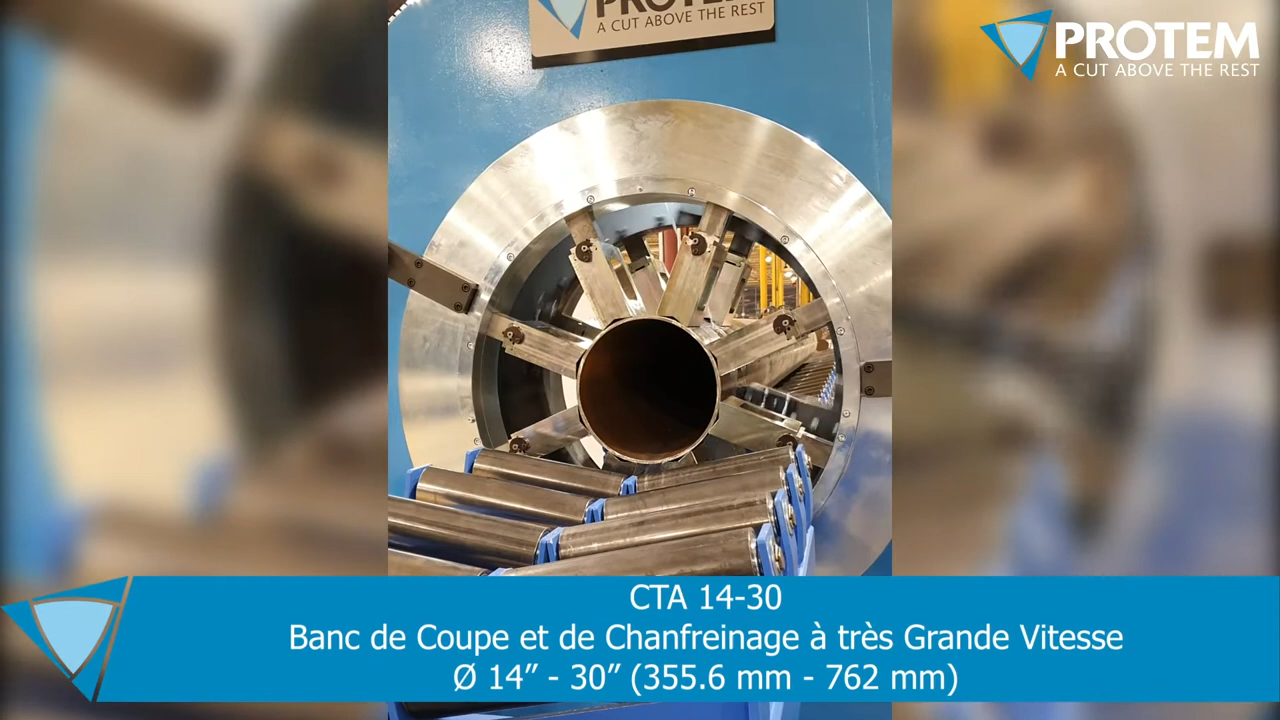 PROTEM
A CUT ABOVE THE REST
PROTEM
A CUT ABOVE THE REST
CTA 14-30
Banc de Coupe et de Chanfreinage à très Grande Vitesse
Ø 14” - 30” (355.6 mm - 762 mm)